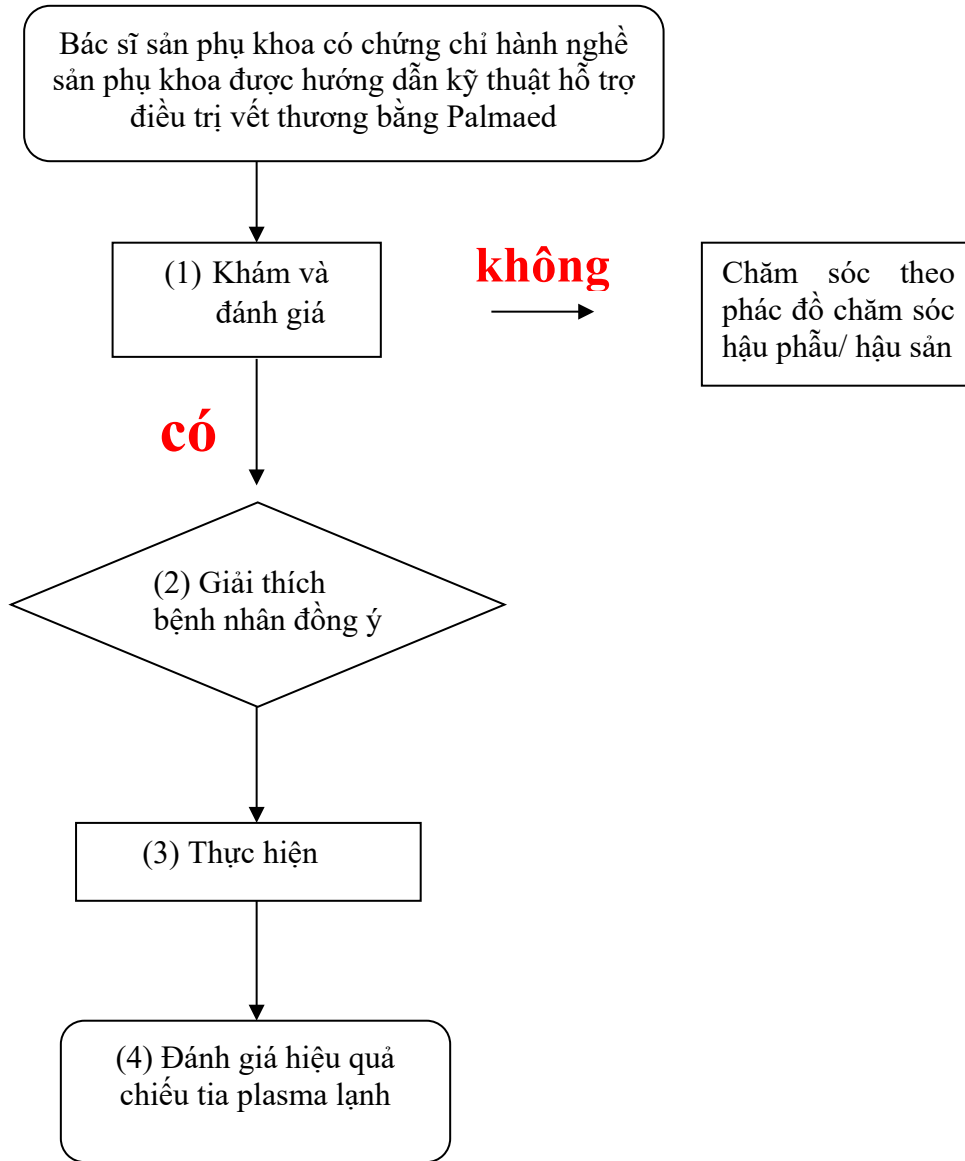 Bác sĩ sản phụ khoa có chứng chỉ hành nghề
sản phụ khoa được hướng dẫn kỹ thuật hỗ trợ
điều trị vết thương bằng Palmaed
(1) Khám và
đánh giá
không
Chăm sóc theo
phác đồ chăm sóc
hậu phẫu/ hậu sản
có
(2) Giải thích
bệnh nhân đồng ý
(3) Thực hiện
(4) Đánh giá hiệu quả
chiếu tia plasma lạnh